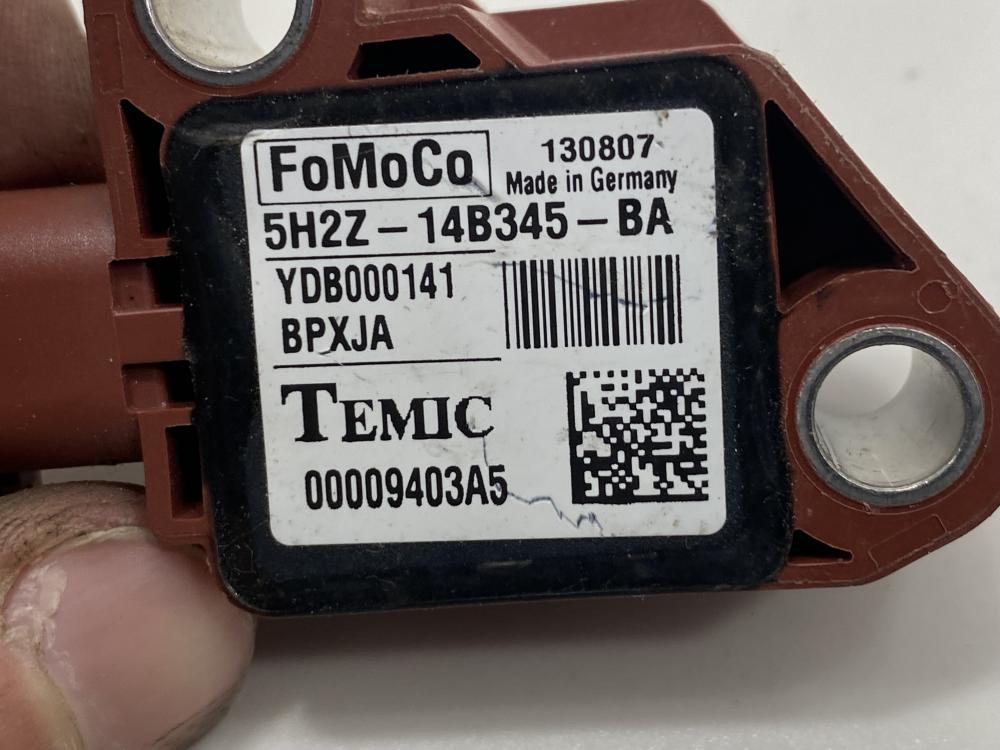 FoMoCo
130807
Made in Germany
5H2Z-14B345-BA
YDB000141
BPXJA
TEMIC
00009403A5